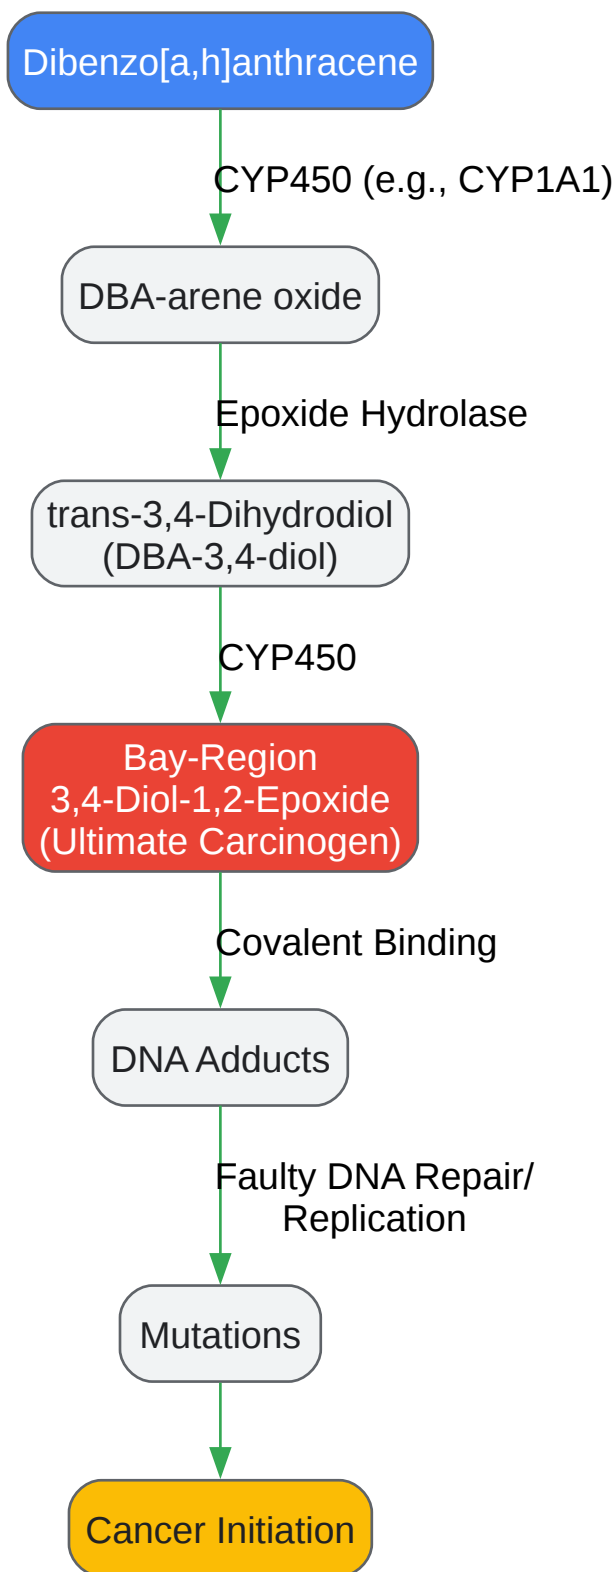 Dibenzo[a,h]anthracene
CYP450 (e.g., CYP1A1)
DBA-arene oxide
Epoxide Hydrolase
trans-3,4-Dihydrodiol
(DBA-3,4-diol)
CYP450
Bay-Region
3,4-Diol-1,2-Epoxide
(Ultimate Carcinogen)
Covalent Binding
DNA Adducts
Faulty DNA Repair/
Replication
Mutations
Cancer Initiation